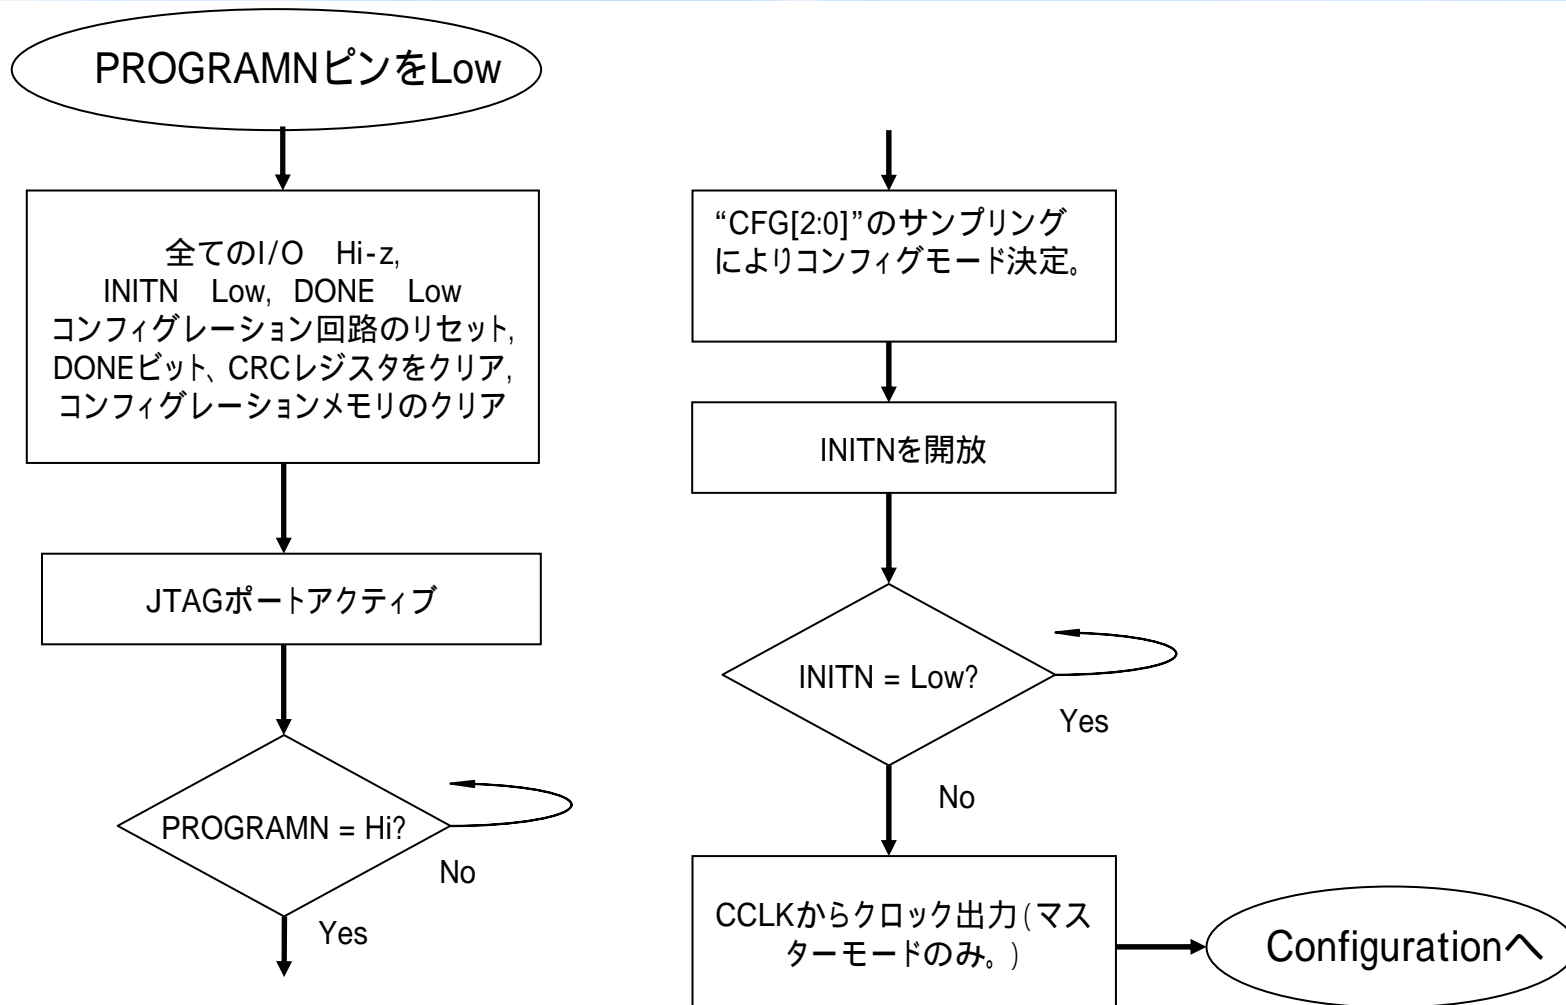 PROGRAMNピンをLow
全てのI/O　Hi-z,
INITN　Low, DONE　Low
コンフィグレーション回路のリセット,
DONEビット、CRCレジスタをクリア,
コンフィグレーションメモリのクリア
JTAGポートアクティブ
PROGRAMN = Hi?
No
Yes
“CFG[2:0]”のサンプリング
によりコンフィグモード決定。
INITNを開放
INITN = Low?
Yes
No
CCLKからクロック出力(マス
ターモードのみ。)
Configurationへ